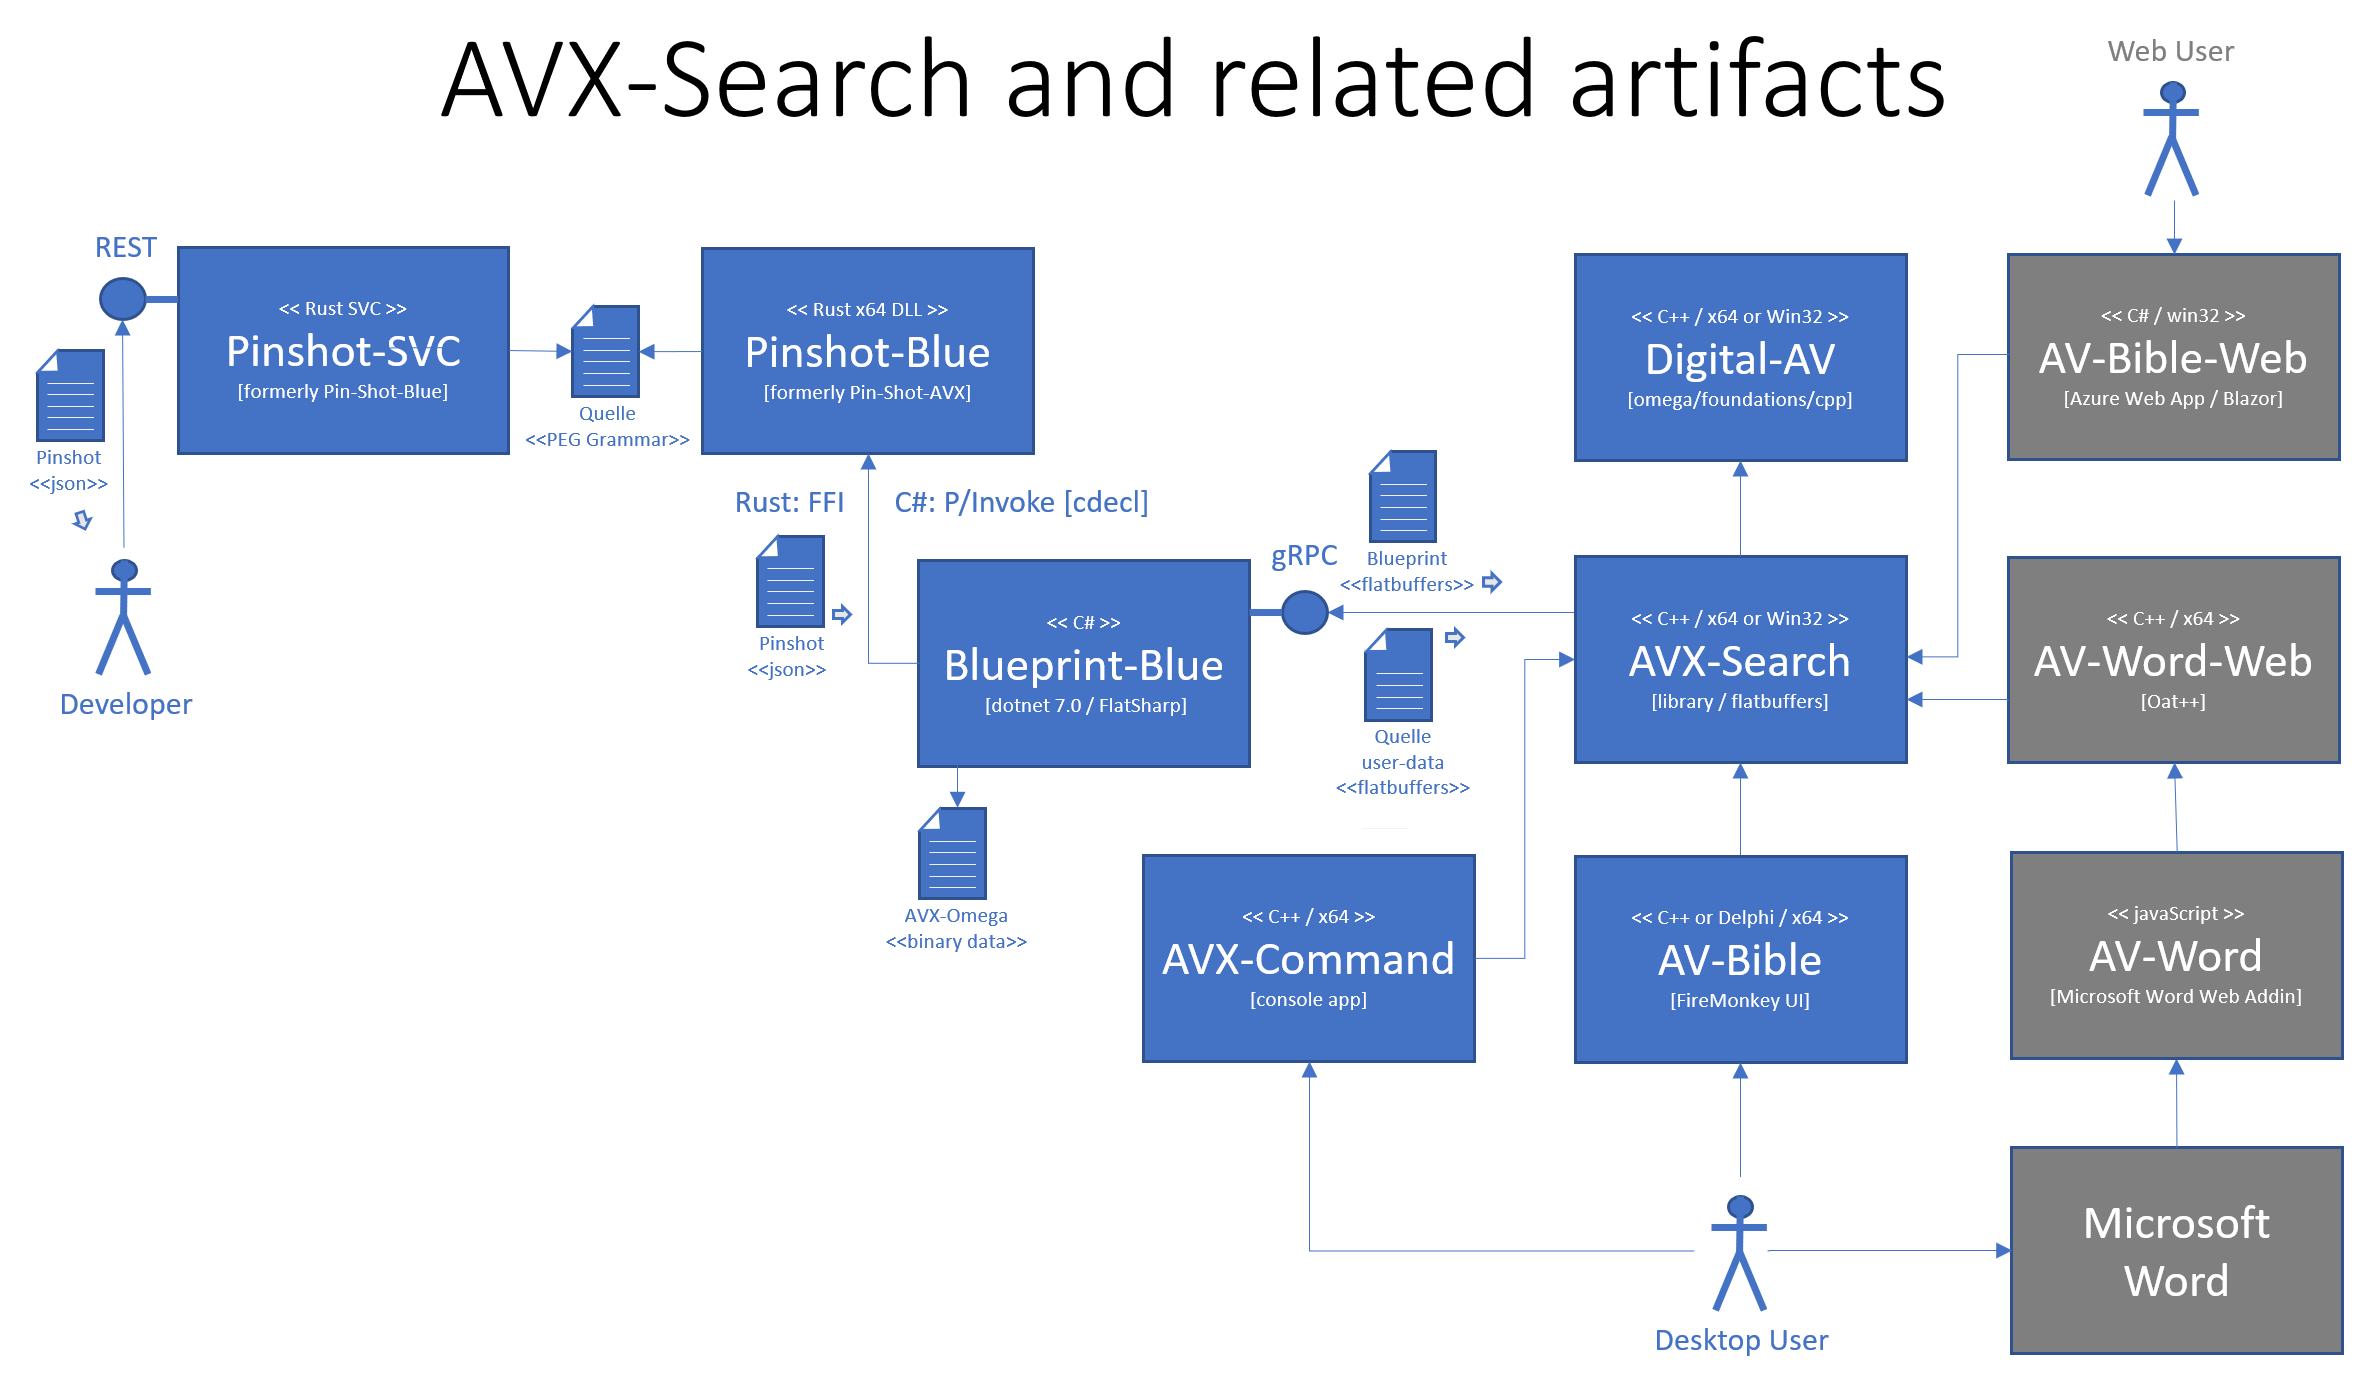 AVX-Search and related artifacts
Web User
REST
<< Rust SVC >>
Pinshot-SVC
[formerly Pin-Shot-Blue]
Quelle
<<PEG Grammar>>
<< Rust x64 DLL >>
Pinshot-Blue
[formerly Pin-Shot-AVX]
<< C++ / x64 or Win32 >>
Digital-AV
[omega/foundations/cpp]
<< C# / win32 >>
AV-Bible-Web
[Azure Web App / Blazor]
Pinshot
<<json>>
Developer
Rust: FFI
C#: P/Invoke [cdecl]
Pinshot
<<json>>
<< C# >>
Blueprint-Blue
[dotnet 7.0 / FlatSharp]
gRPC
Blueprint
<<flatbuffers>>
Quelle
user-data
<<flatbuffers>>
<< C++ / x64 or Win32 >>
AVX-Search
[library / flatbuffers]
<< C++ / x64 >>
AV-Word-Web
[Oat++]
AVX-Omega
<<binary data>>
<< C++ / x64 >>
AVX-Command
[console app]
<< C++ or Delphi / x64 >>
AV-Bible
[FireMonkey UI]
<< javaScript >>
AV-Word
[Microsoft Word Web Addin]
Desktop User
Microsoft
Word